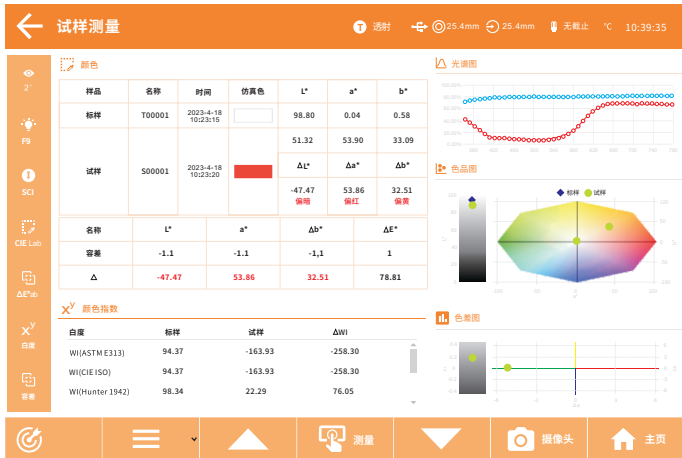 试样测量
透射
25.4mm
25.4mm
无截止
℃
10:39:35
2°
F9
SCI
CIE Lab
ΔE*ab
白度
容差
颜色
样品 名称 时间 仿真色 L* a* b*
标样 T00001 2023-4-18 10:23:15 98.80 0.04 0.58
51.32 53.90 33.09
试样 S00001 2023-4-18 10:23:20 ΔL* Δa* Δb*
-47.47 53.86 32.51
偏暗 偏红 偏黄
名称 L* a* Δb* ΔE*
容差 -1.1 -1.1 -1,1 1
Δ -47.47 53.86 32.51 78.81
颜色指数
白度 标样 试样 ΔWI
WI(ASTM E313) 94.37 -163.93 -258.30
WI(CIE ISO) 94.37 -163.93 -258.30
WI(Hunter 1942) 98.34 22.29 76.05
光谱图
色品图
标样 试样
色差图
测量
摄像头
主页